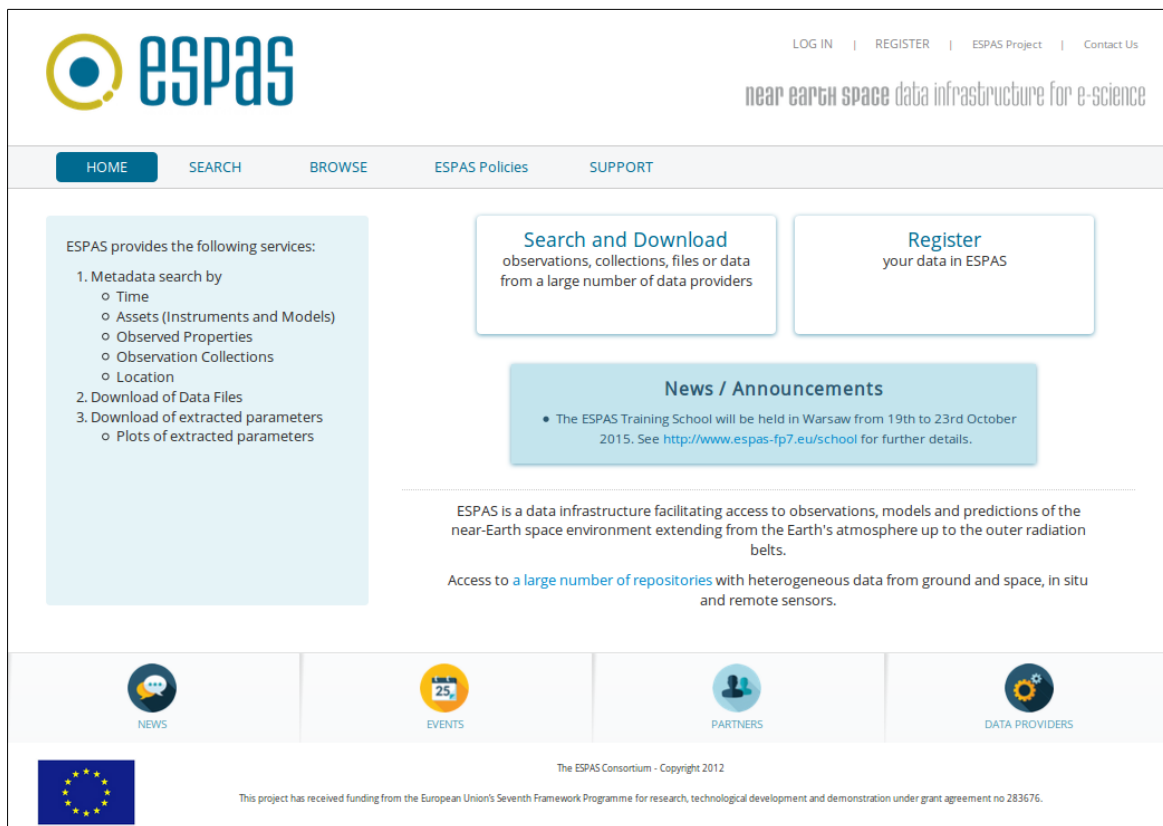 espas
LOG IN | REGISTER | ESPAS Project | Contact Us
near earth space data infrastructure for e-science
HOME SEARCH BROWSE ESPAS Policies SUPPORT
ESPAS provides the following services:
1. Metadata search by
Time
Assets (Instruments and Models)
Observed Properties
Observation Collections
Location
2. Download of Data Files
3. Download of extracted parameters
Plots of extracted parameters
Search and Download
observations, collections, files or data
from a large number of data providers
Register
your data in ESPAS
News / Announcements
The ESPAS Training School will be held in Warsaw from 19th to 23rd October
2015. See http://www.espas-fp7.eu/school for further details.
ESPAS is a data infrastructure facilitating access to observations, models and predictions of the
near-Earth space environment extending from the Earth's atmosphere up to the outer radiation
belts.
Access to a large number of repositories with heterogeneous data from ground and space, in situ
and remote sensors.
25
NEWS EVENTS PARTNERS DATA PROVIDERS
The ESPAS Consortium - Copyright 2012
This project has received funding from the European Union's Seventh Framework Programme for research, technological development and demonstration under grant agreement no 283676.